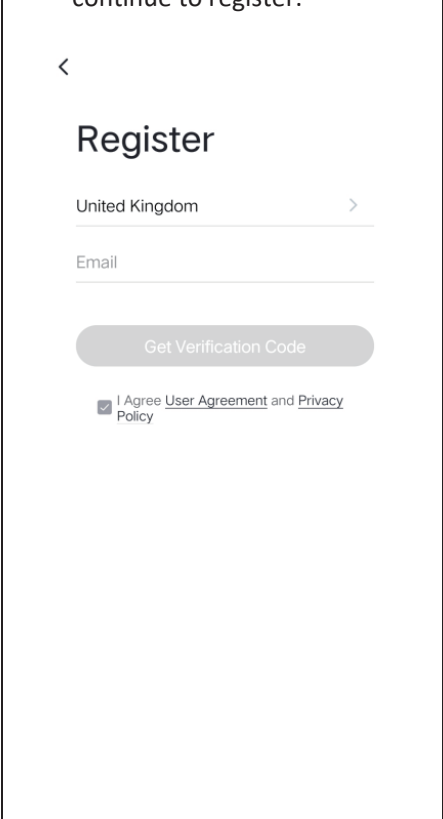 continue to register.
Register
United Kingdom
Email
Get Verification Code
I Agree User Agreement and Privacy
Policy